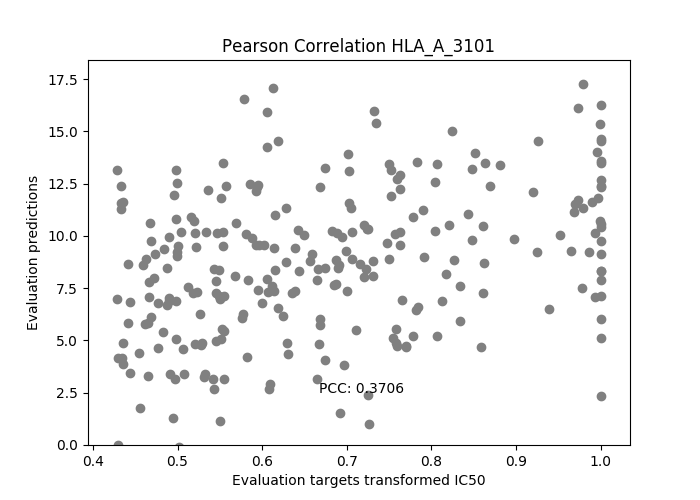 Pearson Correlation HLA_A_3101
17.5
15.0
12.5
10.0
7.5
5.0
2.5
0.0
Evaluation predictions
PCC: 0.3706
0.4 0.5 0.6 0.7 0.8 0.9 1.0
Evaluation targets transformed IC50